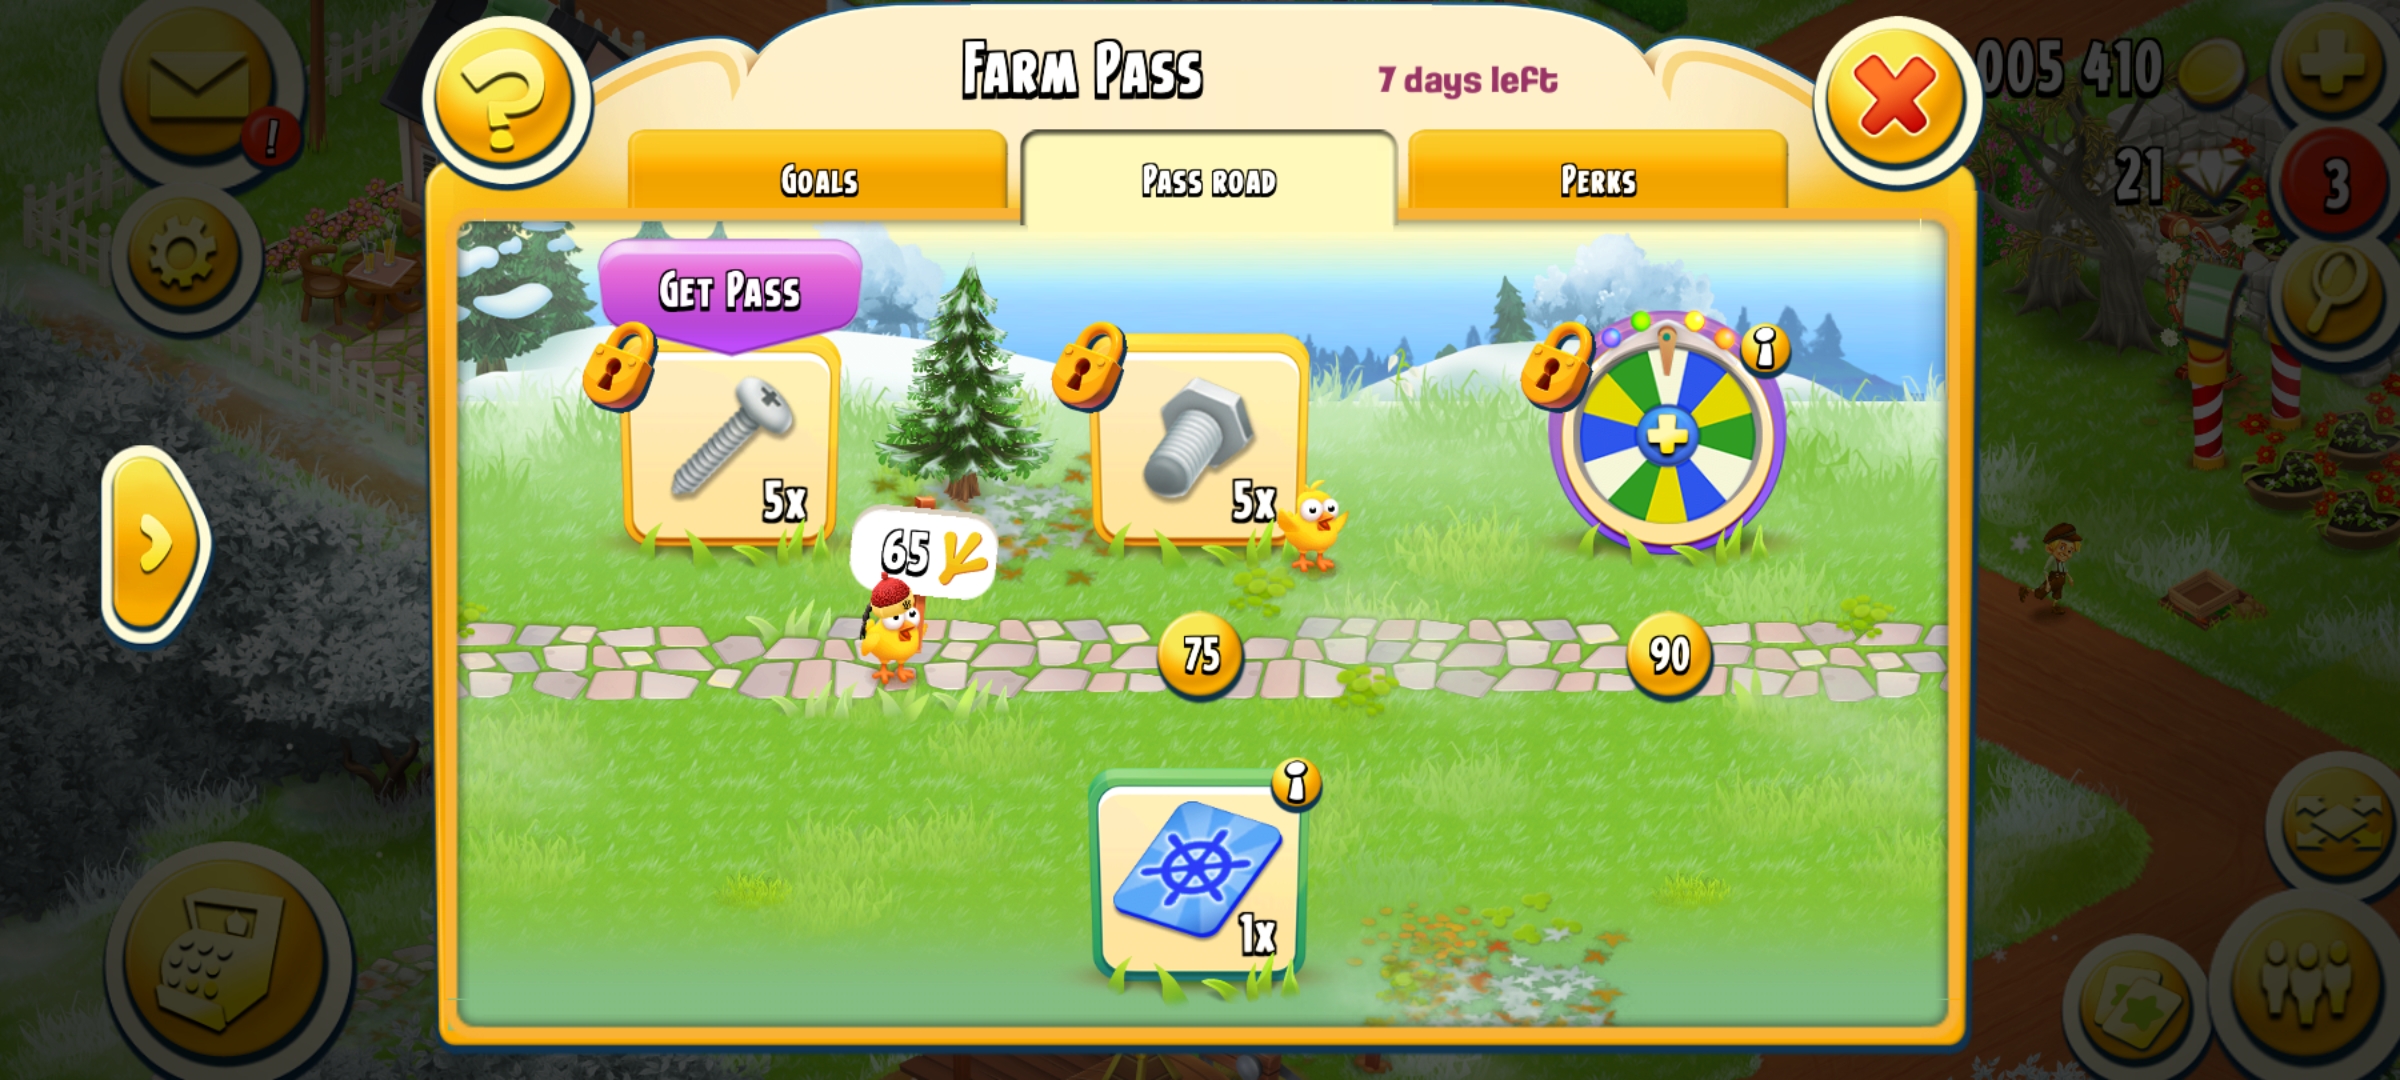 FARM PASS
7 days left
005 410
21
3
GOALS
PASS ROAD
PERKS
GET PASS
5x
5x
65
75
90
1x